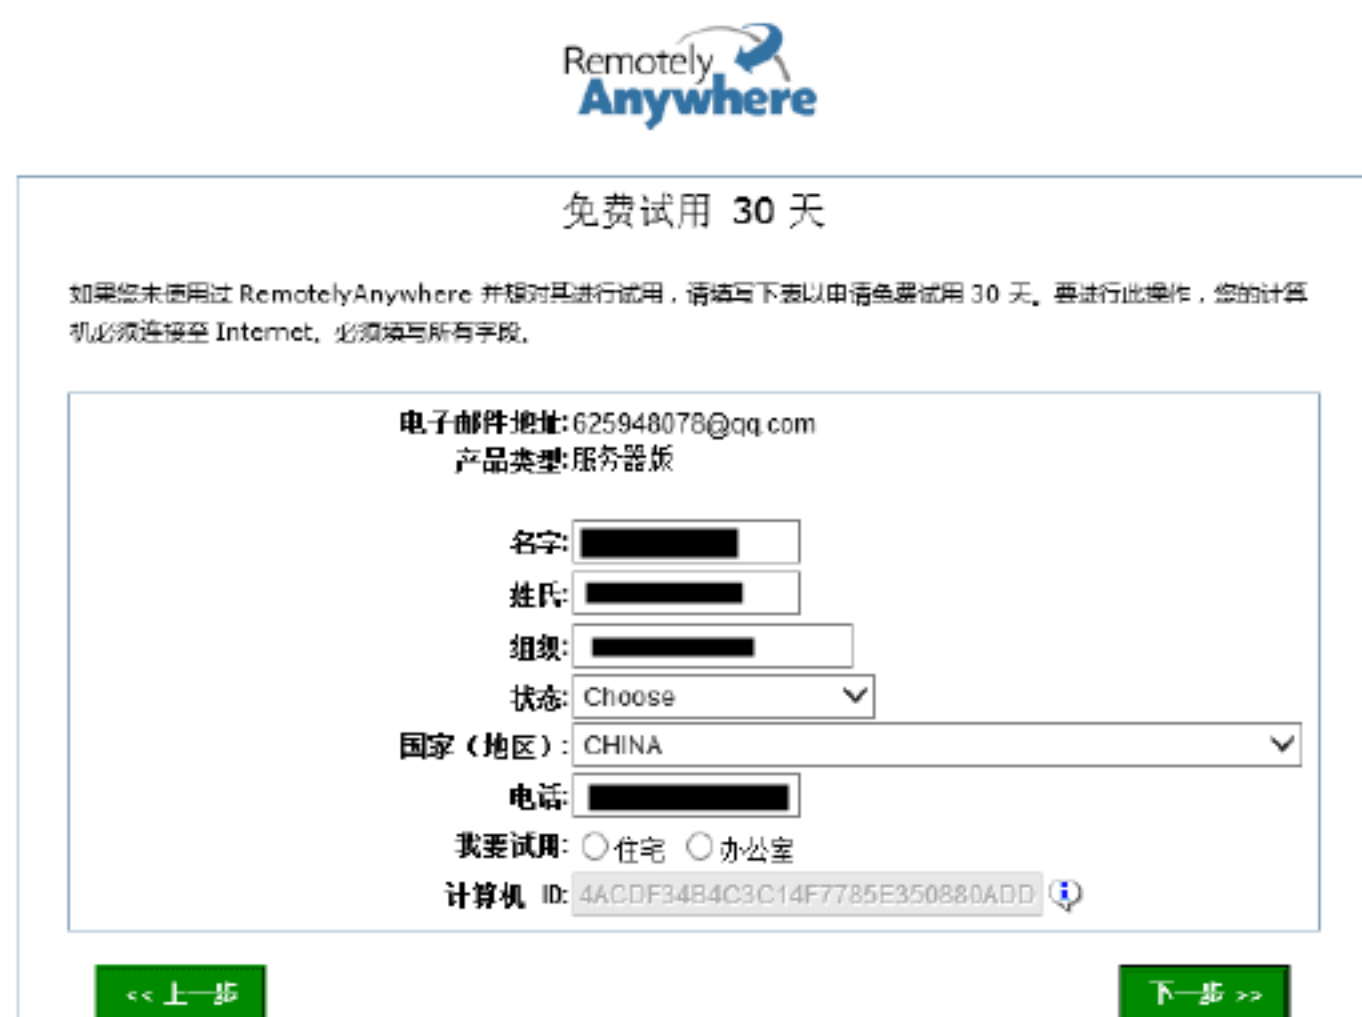 Remotely
Anywhere
免费试用 30 天
如果您未使用过 RemotelyAnywhere 并想对其进行试用，请填写下表以申请免费试用 30 天。要进行此操作，您的计算
机必须连接至 Internet。必须填写所有字段。
电子邮件地址:625948078@qq.com
产品类型:服务器版
名字:
姓氏:
组织:
状态: Choose
国家（地区）: CHINA
电话:
我要试用: 住宅 办公室
计算机 ID: 4ACDF34B4C3C14F7785E350880ADD
<< 上一步
下一步 >>